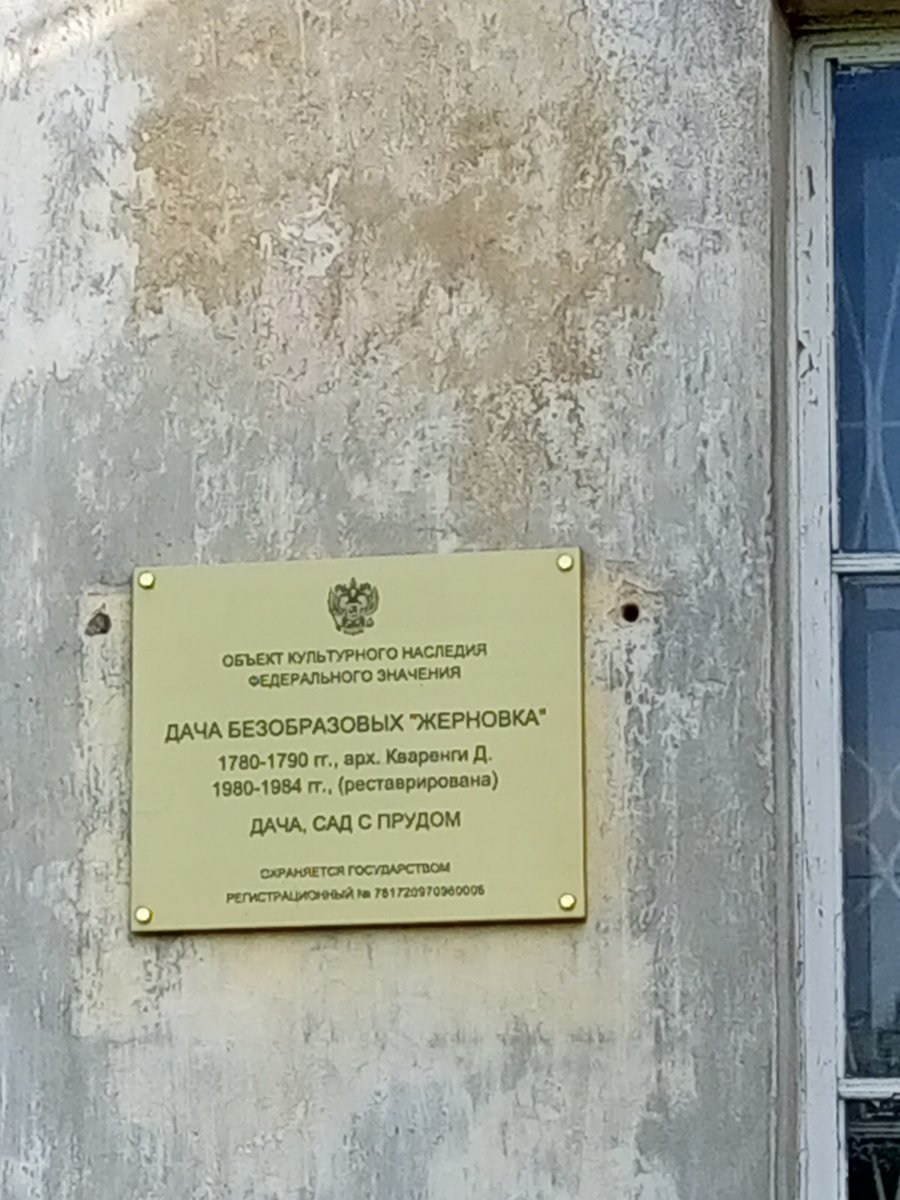 ОБЪЕКТ КУЛЬТУРНОГО НАСЛЕДИЯ
ФЕДЕРАЛЬНОГО ЗНАЧЕНИЯ
ДАЧА БЕЗОБРАЗОВЫХ "ЖЕРНОВКА"
1780-1790 гг., арх. Кваренги Д.
1980-1984 гг., (реставрирована)
ДАЧА, САД С ПРУДОМ
ОХРАНЯЕТСЯ ГОСУДАРСТВОМ
РЕГИСТРАЦИОННЫЙ № 781720970960006